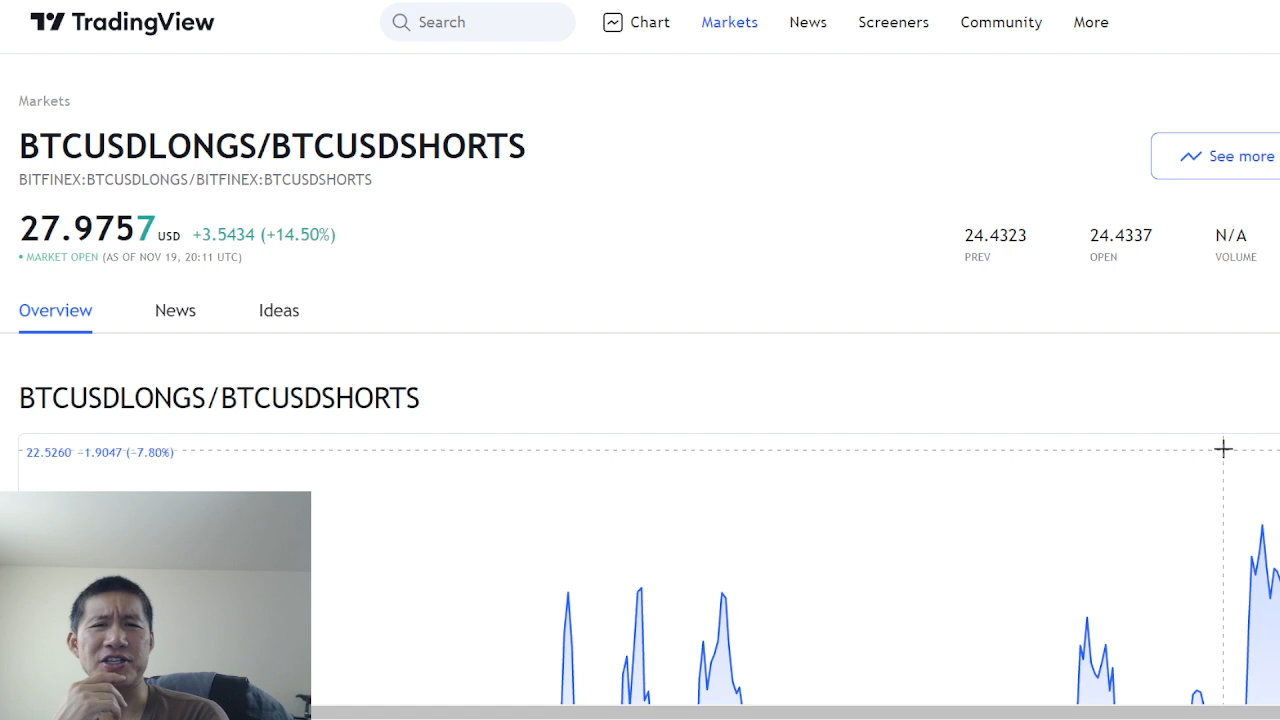 TradingView
Search
Chart
Markets
News
Screeners
Community
More
Markets
BTCUSDLONGS/BTCUSDSHORTS
BITFINEX:BTCUSDLONGS/BITFINEX:BTCUSDSHORTS
See more
27.9757 USD +3.5434 (+14.50%)
MARKET OPEN (AS OF NOV 19, 20:11 UTC)
24.4323
PREV
24.4337
OPEN
N/A
VOLUME
Overview
News
Ideas
BTCUSDLONGS/BTCUSDSHORTS
22.5260 −1.9047 (−7.80%)